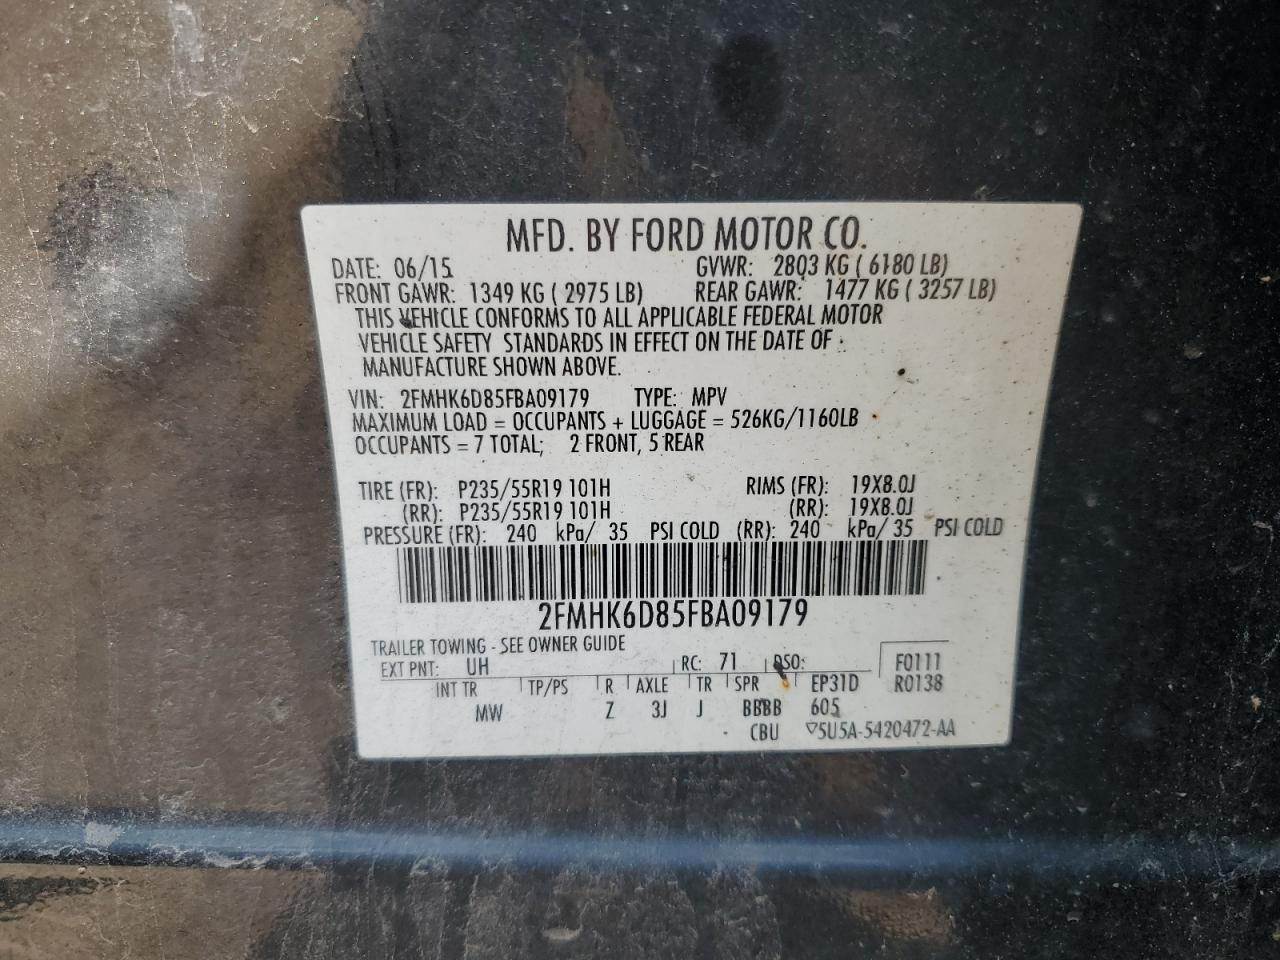 MFD. BY FORD MOTOR CO.
DATE: 06/15 GVWR: 2803 KG ( 6180 LB)
FRONT GAWR: 1349 KG ( 2975 LB) REAR GAWR: 1477 KG ( 3257 LB)
THIS VEHICLE CONFORMS TO ALL APPLICABLE FEDERAL MOTOR
VEHICLE SAFETY STANDARDS IN EFFECT ON THE DATE OF
MANUFACTURE SHOWN ABOVE.
VIN: 2FMHK6D85FBA09179 TYPE: MPV
MAXIMUM LOAD = OCCUPANTS + LUGGAGE = 526KG/1160LB
OCCUPANTS = 7 TOTAL; 2 FRONT, 5 REAR
TIRE (FR): P235/55R19 101H RIMS (FR): 19X8.0J
(RR): P235/55R19 101H (RR): 19X8.0J
PRESSURE (FR): 240 kPa/ 35 PSI COLD (RR): 240 kPa/ 35 PSI COLD
2FMHK6D85FBA09179
TRAILER TOWING - SEE OWNER GUIDE
EXT PNT: UH RC: 71 DSO: F0111
INT TR TP/PS R AXLE TR SPR EP31D R0138
MW Z 3J J BBBB 605
CBU ▽5U5A-5420472-AA